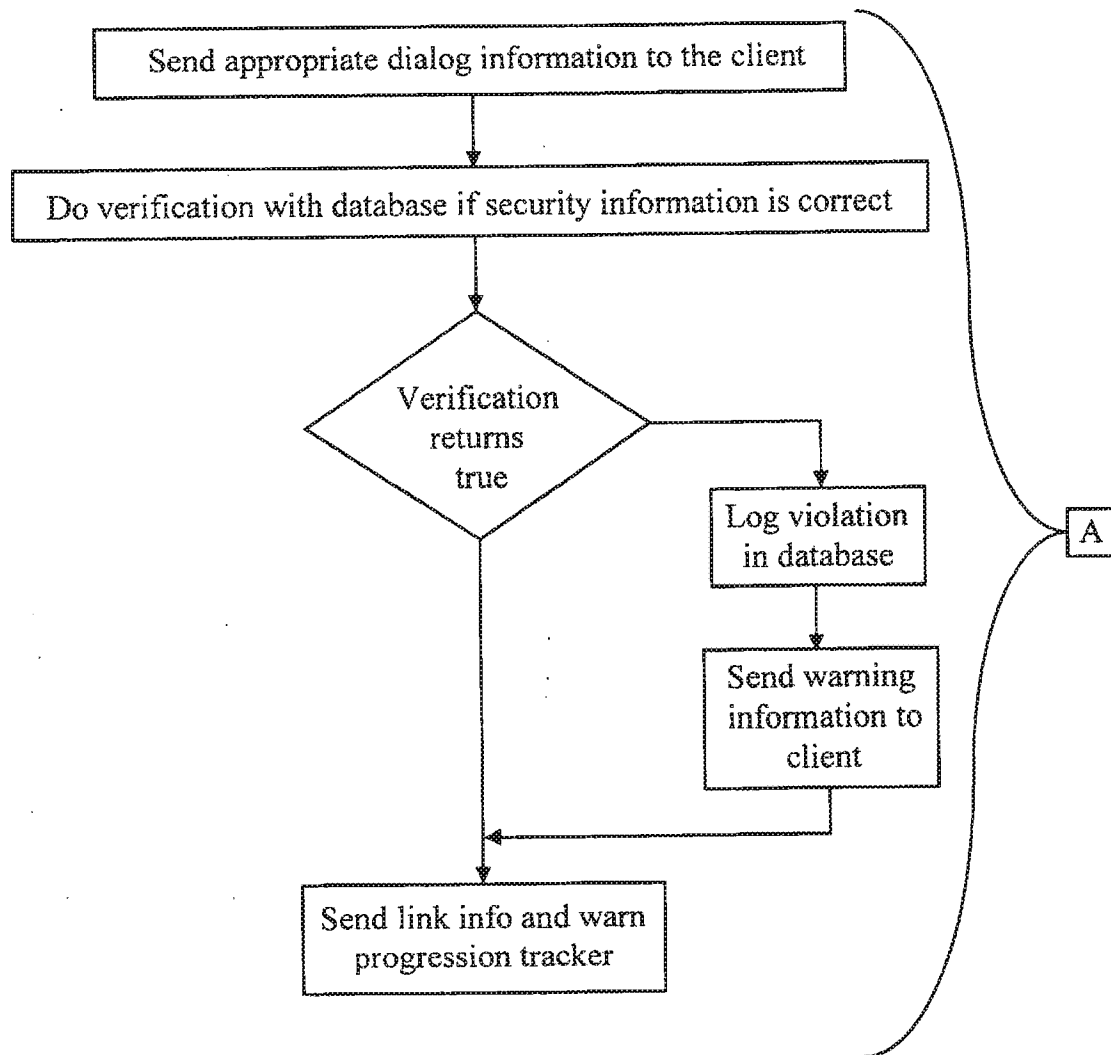 Send appropriate dialog information to the client
Do verification with database if security information is correct
Verification
returns
true
Log violation
in database
A
Send warning
information to
client
Send link info and warn
progression tracker